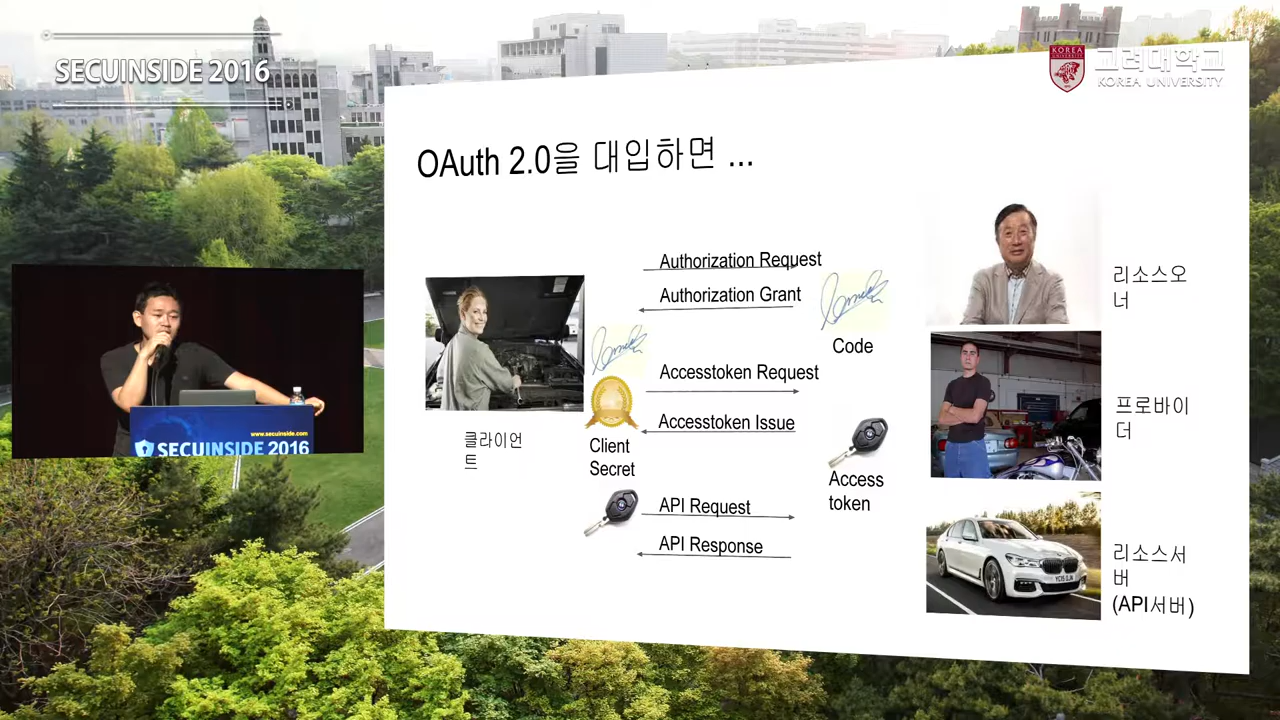 SECUINSIDE 2016
KOREA
UNIVERSITY
고려대학교
KOREA UNIVERSITY
OAuth 2.0을 대입하면 ...
Authorization Request
Authorization Grant
Code
리소스오
너
Accesstoken Request
Accesstoken Issue
클라이언
트
Client
Secret
Access
token
프로바이
더
API Request
API Response
리소스서
버
(API서버)
www.secuinside.com
SECUINSIDE 2016